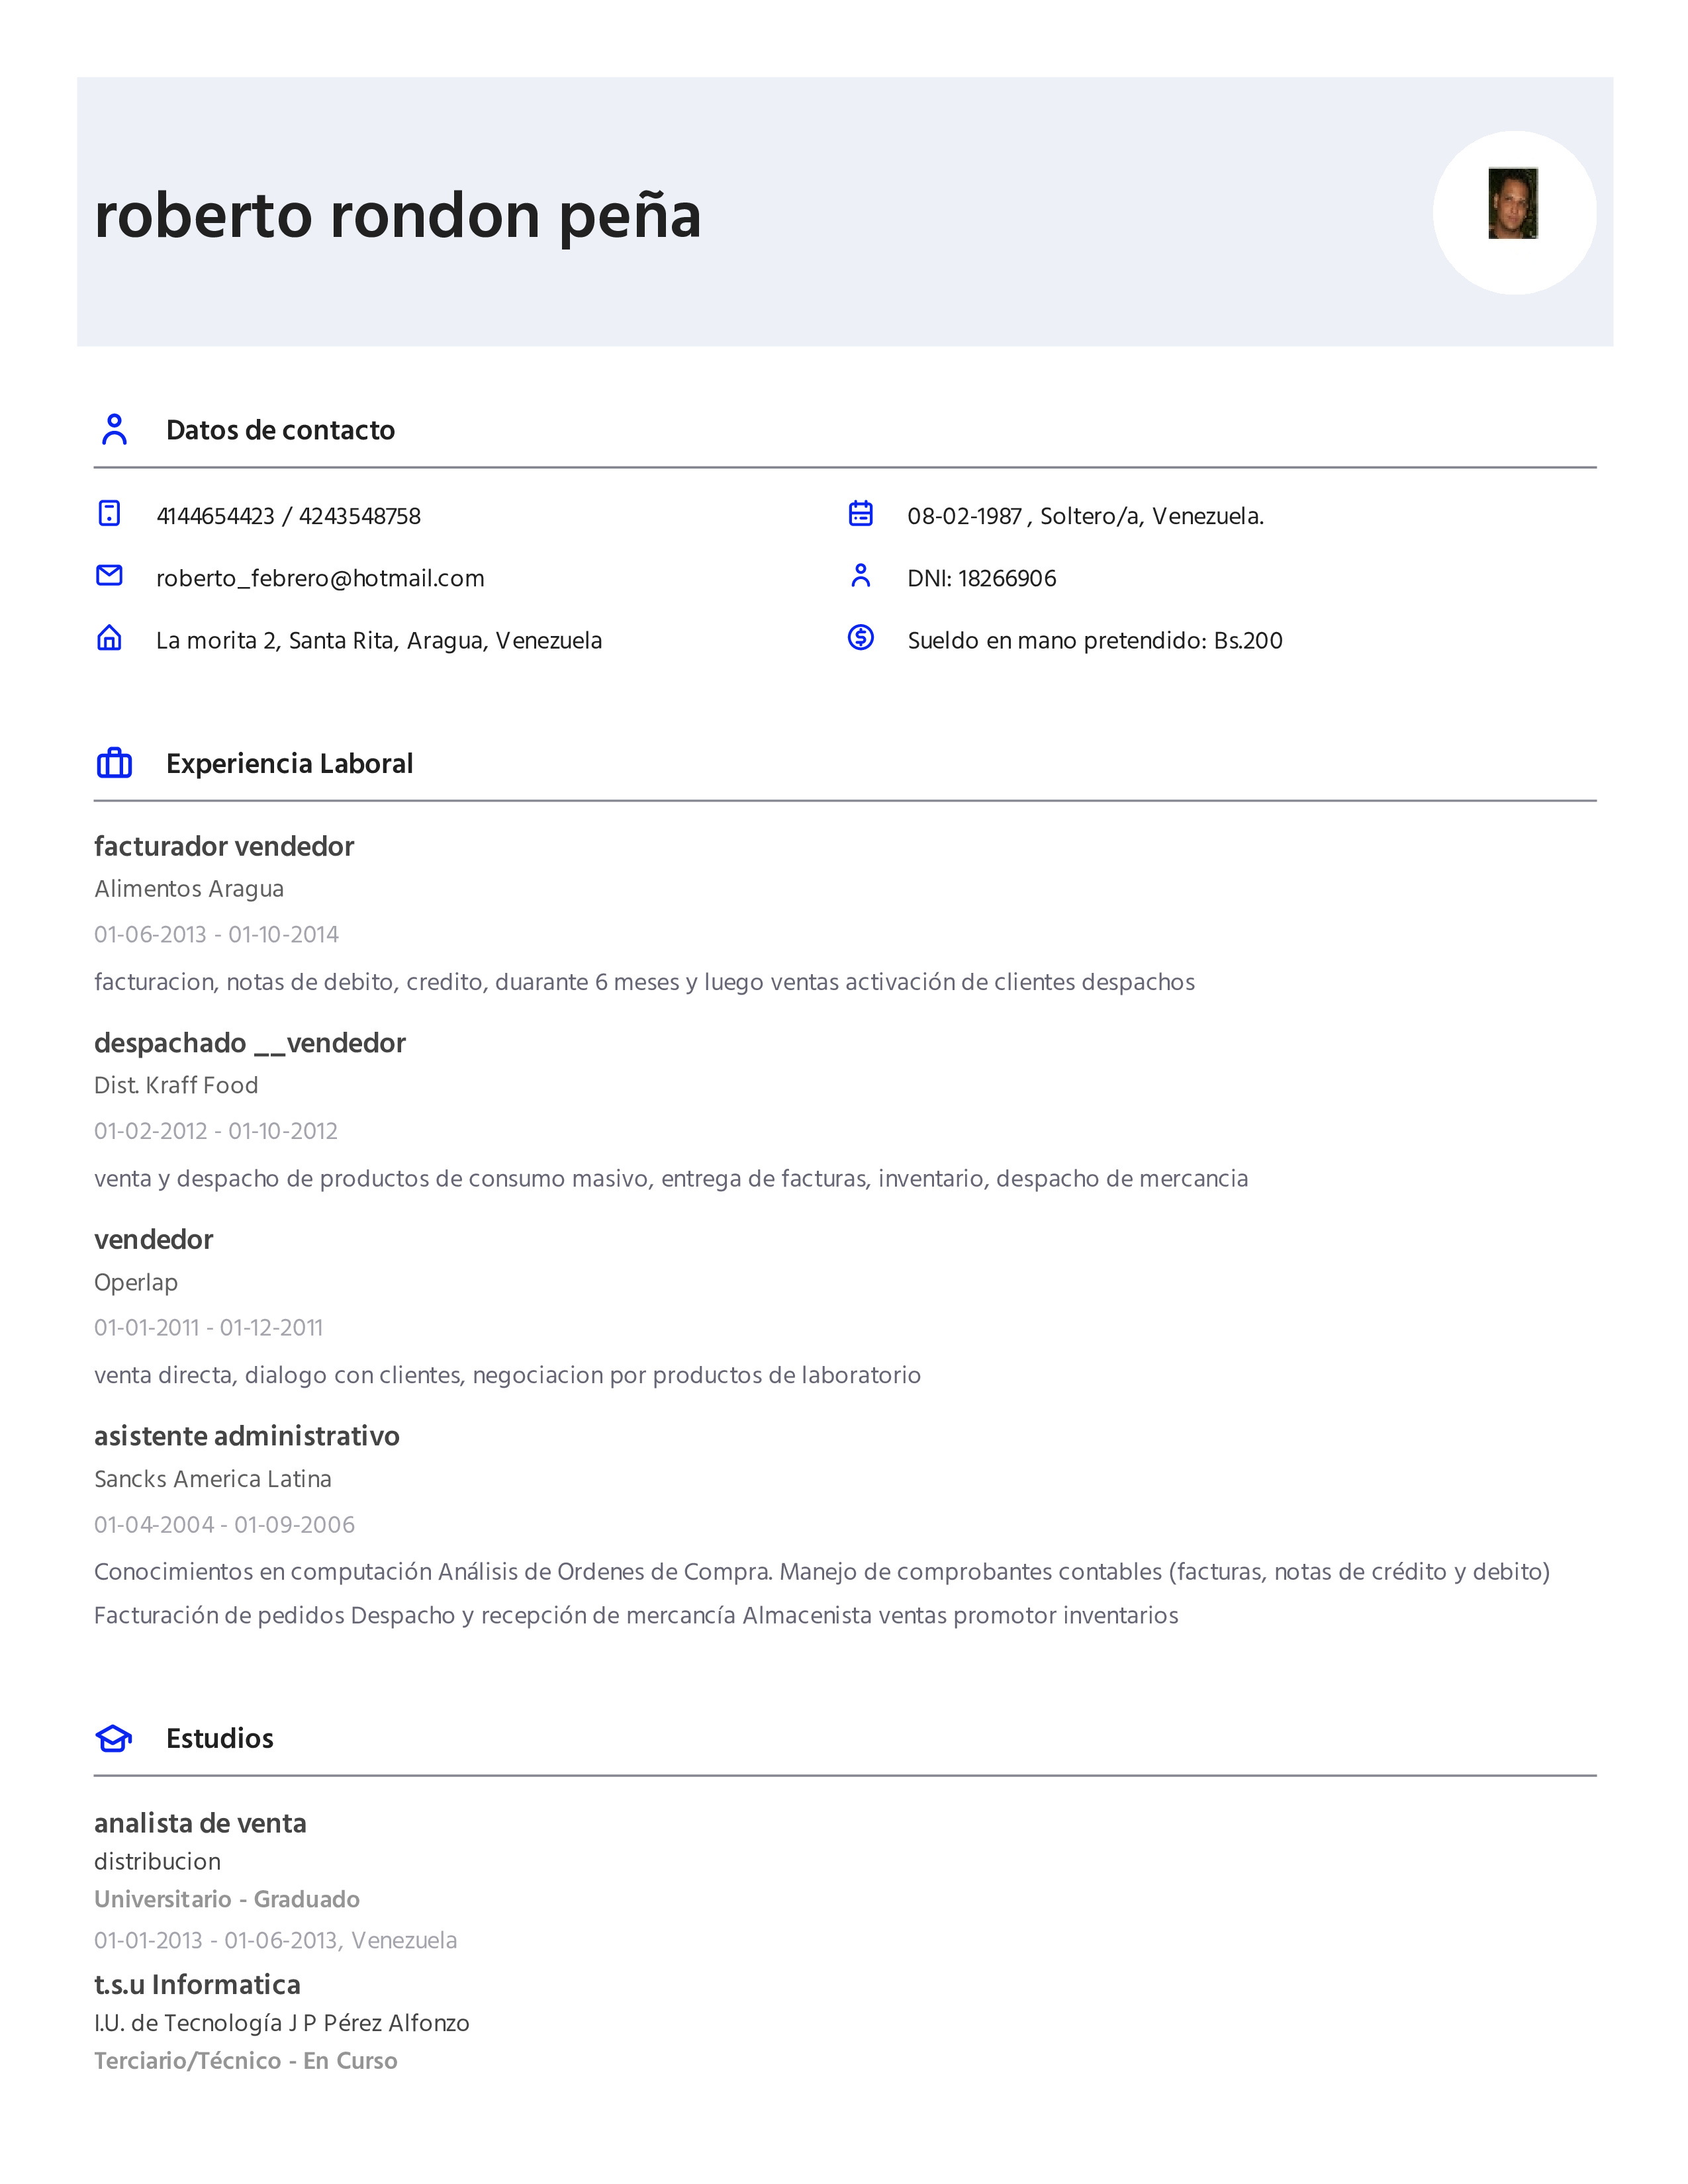 roberto rondon peña
Datos de contacto
4144654423 / 4243548758
08-02-1987 , Soltero/a, Venezuela.
roberto_febrero@hotmail.com
DNI: 18266906
La morita 2, Santa Rita, Aragua, Venezuela
Sueldo en mano pretendido: Bs.200
Experiencia Laboral
facturador vendedor
Alimentos Aragua
01-06-2013 - 01-10-2014
facturacion, notas de debito, credito, duarante 6 meses y luego ventas activación de clientes despachos
despachado __vendedor
Dist. Kraff Food
01-02-2012 - 01-10-2012
venta y despacho de productos de consumo masivo, entrega de facturas, inventario, despacho de mercancia
vendedor
Operlap
01-01-2011 - 01-12-2011
venta directa, dialogo con clientes, negociacion por productos de laboratorio
asistente administrativo
Sancks America Latina
01-04-2004 - 01-09-2006
Conocimientos en computación Análisis de Ordenes de Compra. Manejo de comprobantes contables (facturas, notas de crédito y debito)
Facturación de pedidos Despacho y recepción de mercancía Almacenista ventas promotor inventarios
Estudios
analista de venta
distribucion
Universitario - Graduado
01-01-2013 - 01-06-2013, Venezuela
t.s.u Informatica
I.U. de Tecnología J P Pérez Alfonzo
Terciario/Técnico - En Curso